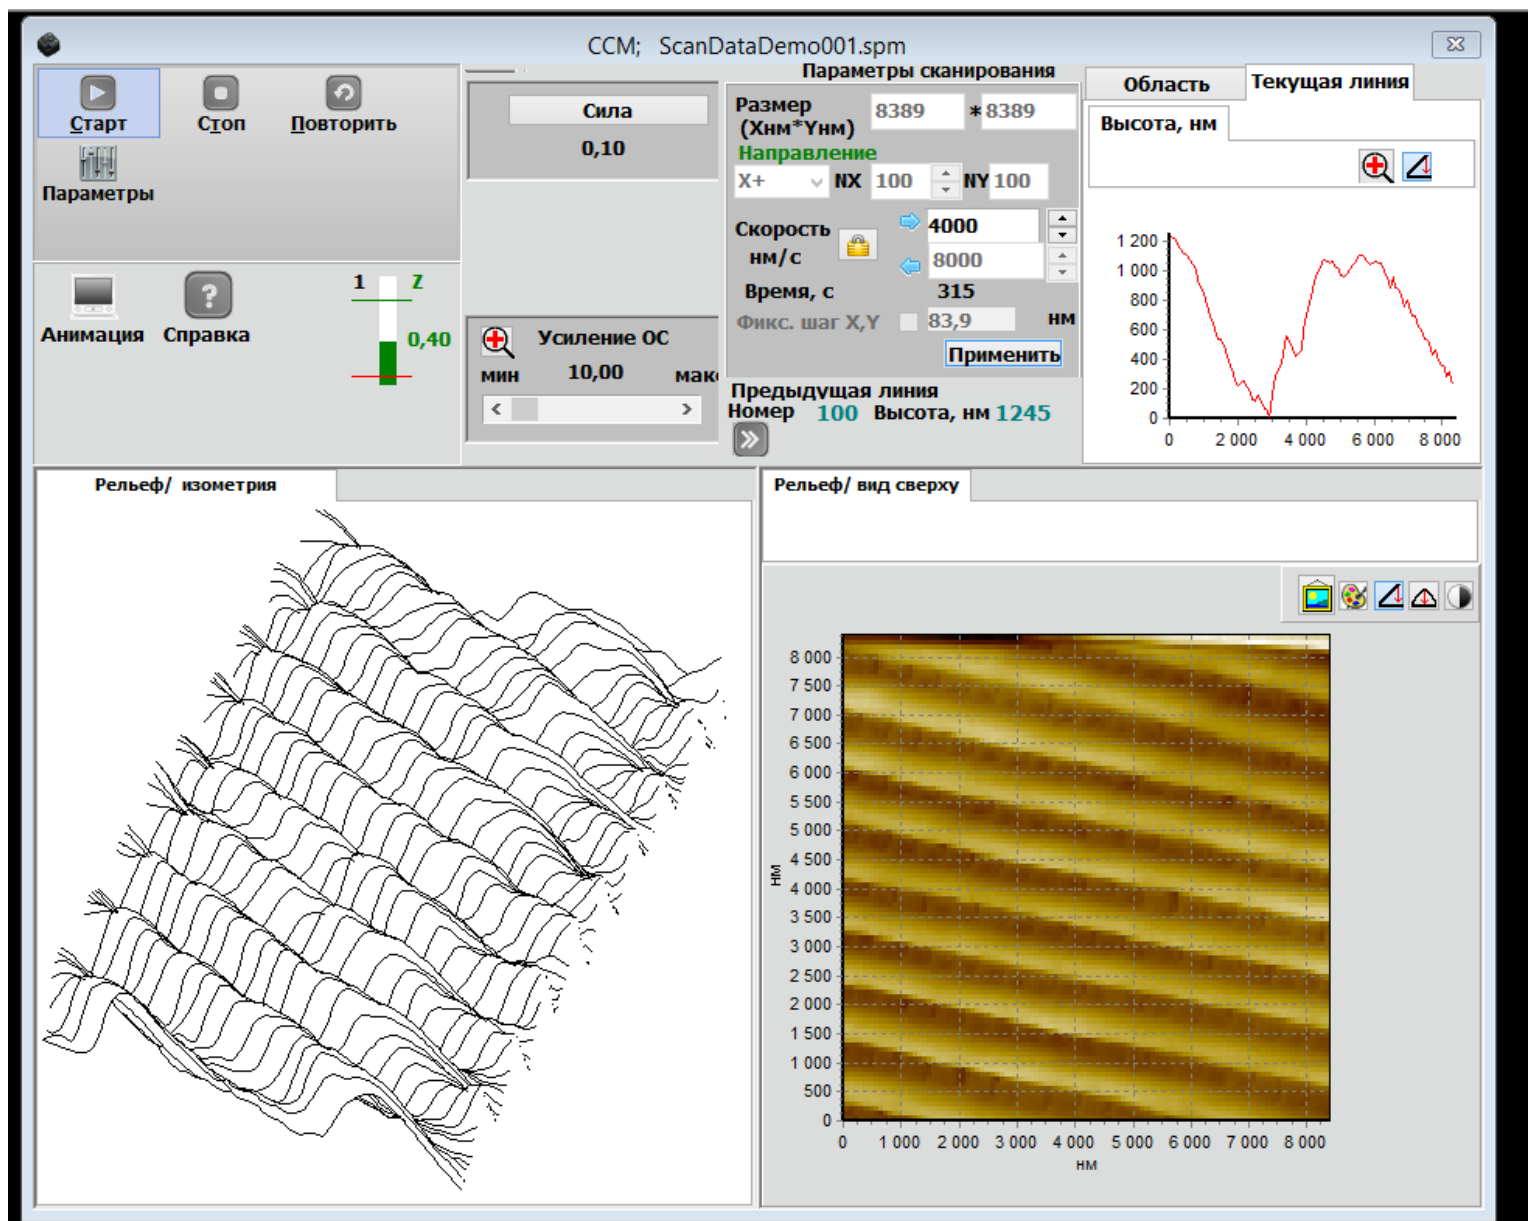 ССМ; ScanDataDemo001.spm
Старт
Стоп
Повторить
Параметры
Анимация
Справка
1 Z
0,40
Сила
0,10
Усиление ОС
мин 10,00
Параметры сканирования
Размер
(Xнм*Yнм)
8389 * 8389
Направление
X+ NX 100 NY 100
Скорость
нм/с
4000
8000
Время, с 315
Фикс. шаг X,Y 83,9 нм
Применить
Предыдущая линия
Номер 100 Высота, нм 1245
Область
Текущая линия
Высота, нм
1 200
1 000
800
600
400
200
0
0 2 000 4 000 6 000 8 000
Рельеф/ изометрия
Рельеф/ вид сверху
8 000
7 500
7 000
6 500
6 000
5 500
5 000
4 500
4 000
3 500
3 000
2 500
2 000
1 500
1 000
500
0
нм
0 1 000 2 000 3 000 4 000 5 000 6 000 7 000 8 000
нм